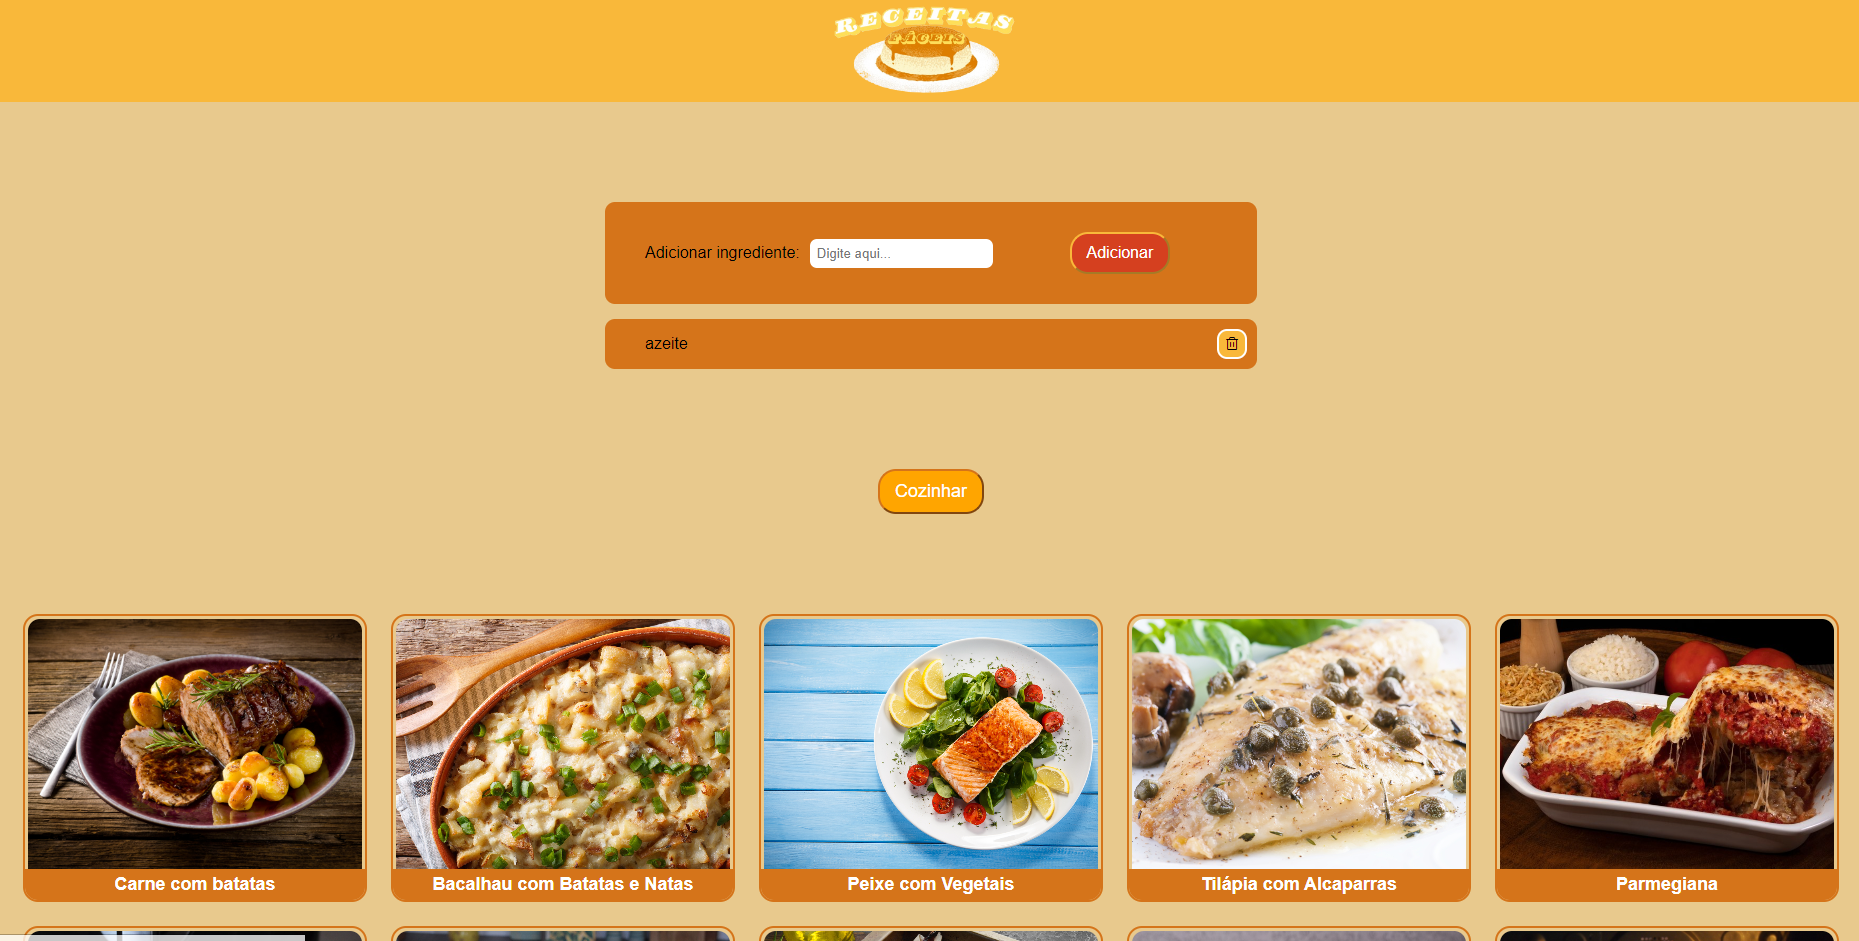 RECEITAS
FÁCEIS
Adicionar ingrediente: Digite aqui... Adicionar
azeite
Cozinhar
Carne com batatas
Bacalhau com Batatas e Natas
Peixe com Vegetais
Tilápia com Alcaparras
Parmegiana